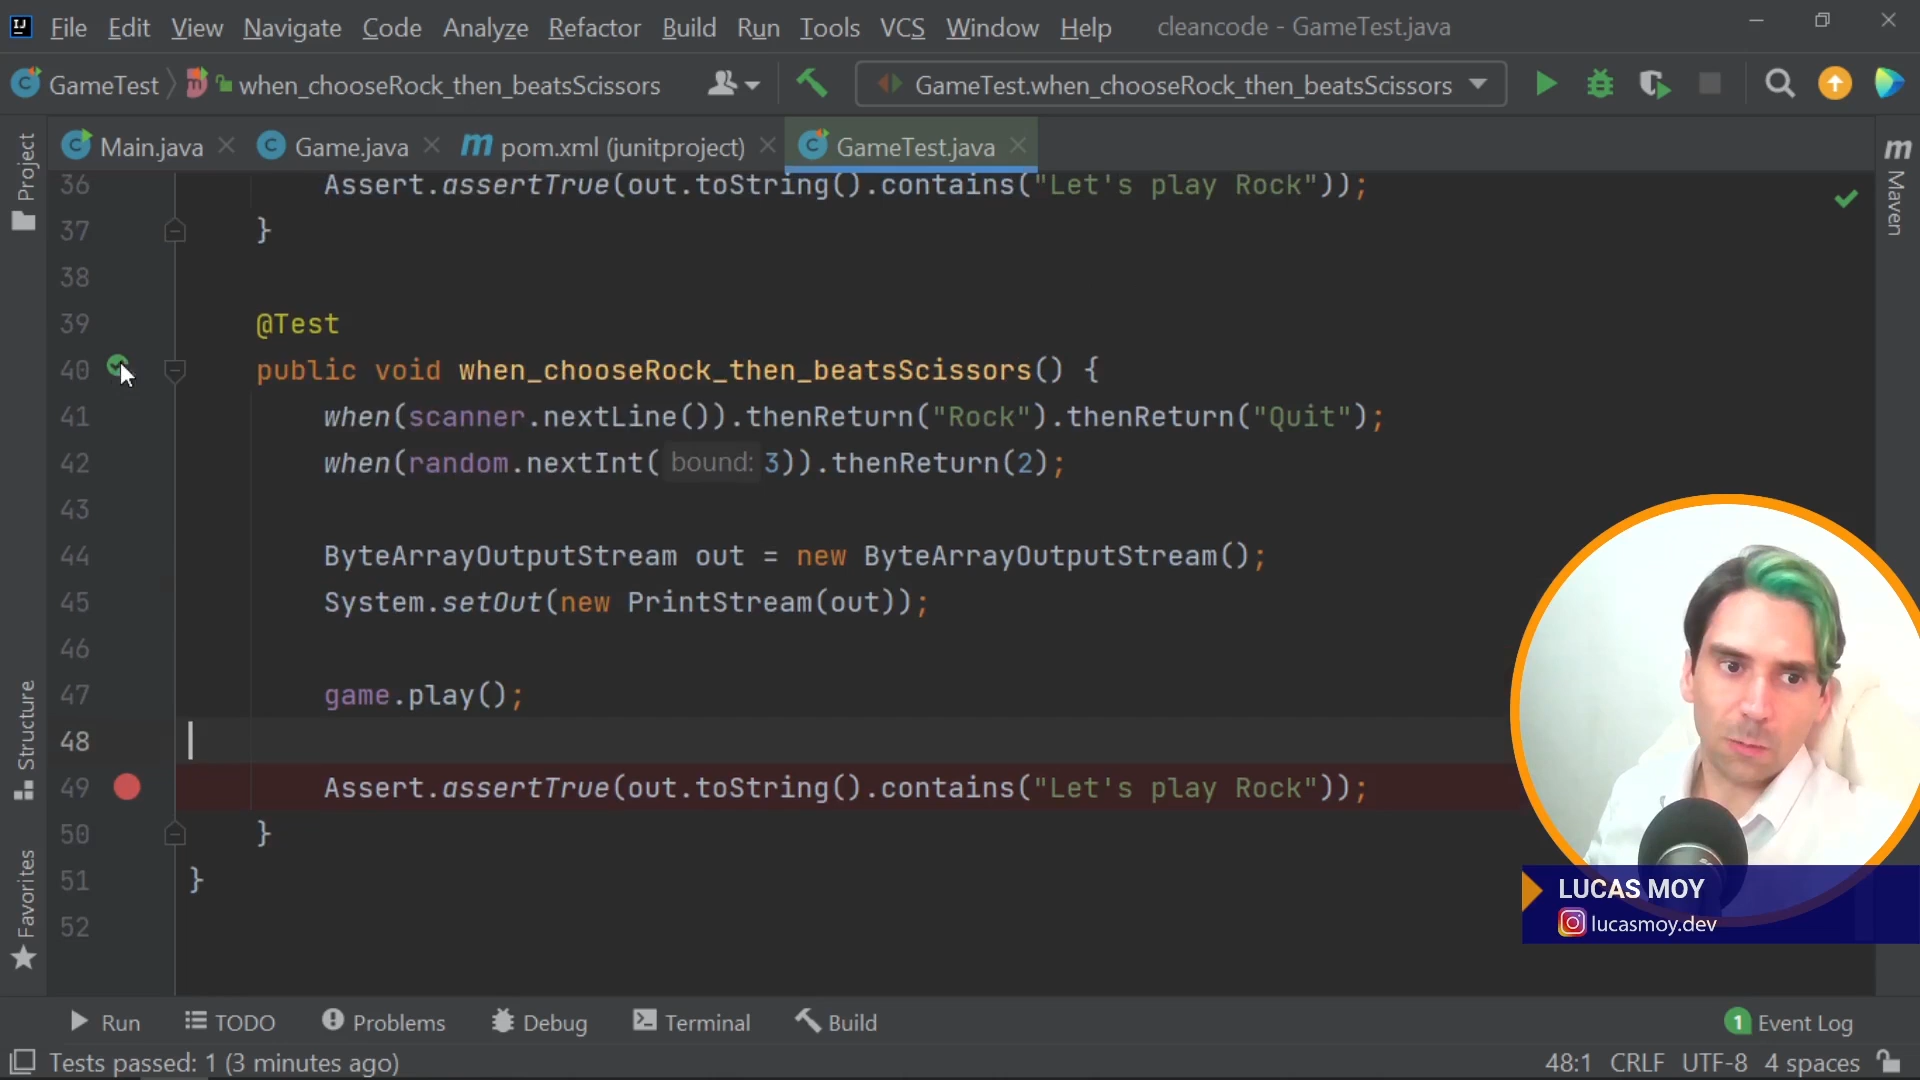 File Edit View Navigate Code Analyze Refactor Build Run Tools VCS Window Help cleancode - GameTest.java
GameTest when_chooseRock_then_beatsScissors GameTest.when_chooseRock_then_beatsScissors
Main.java Game.java pom.xml (junitproject) GameTest.java
Project
Structure
Favorites
Maven
36 Assert.assertTrue(out.toString().contains("Let's play Rock"));
37 }
38
39 @Test
40 public void when_chooseRock_then_beatsScissors() {
41 when(scanner.nextLine()).thenReturn("Rock").thenReturn("Quit");
42 when(random.nextInt( bound: 3)).thenReturn(2);
43
44 ByteArrayOutputStream out = new ByteArrayOutputStream();
45 System.setOut(new PrintStream(out));
46
47 game.play();
48
49 Assert.assertTrue(out.toString().contains("Let's play Rock"));
50 }
51 }
52
LUCAS MOY
lucasmoy.dev
Run TODO Problems Debug Terminal Build 1 Event Log
Tests passed: 1 (3 minutes ago) 48:1 CRLF UTF-8 4 spaces